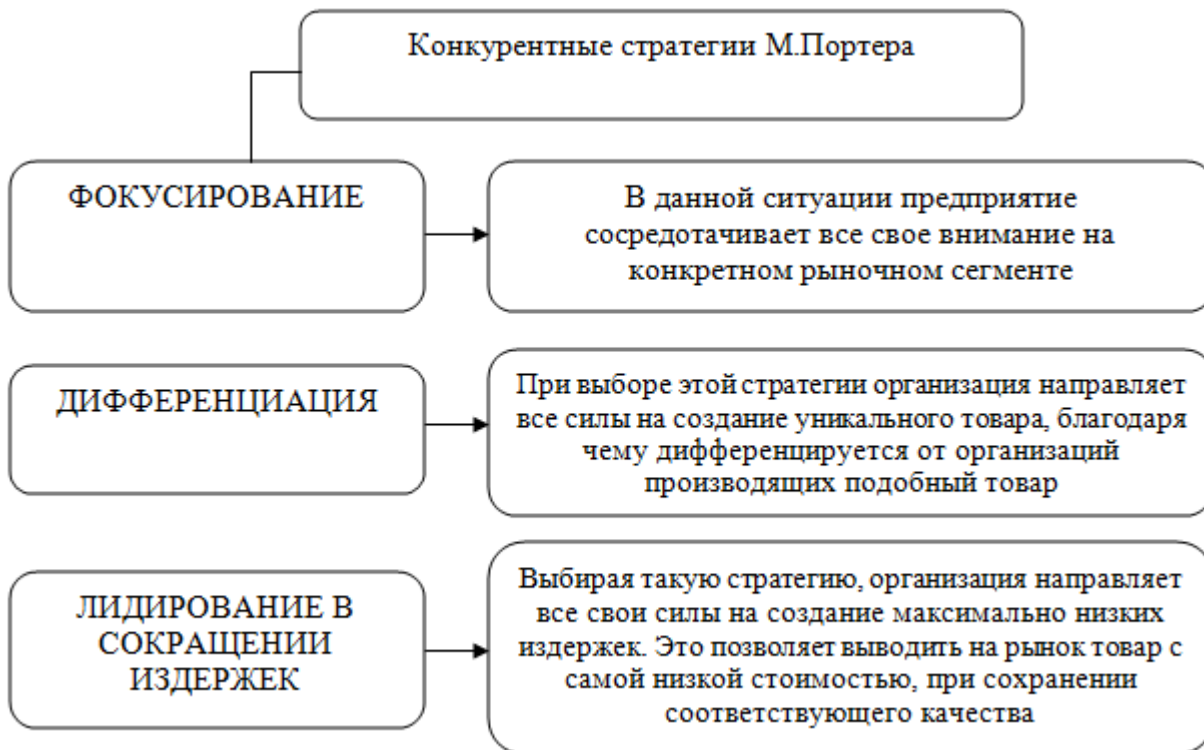 Конкурентные стратегии М.Портера
ФОКУСИРОВАНИЕ
В данной ситуации предприятие
сосредотачивает все свое внимание на
конкретном рыночном сегменте
ДИФФЕРЕНЦИАЦИЯ
При выборе этой стратегии организация направляет
все силы на создание уникального товара, благодаря
чему дифференцируется от организаций
производящих подобный товар
ЛИДИРОВАНИЕ В
СОКРАЩЕНИИ
ИЗДЕРЖЕК
Выбирая такую стратегию, организация направляет
все свои силы на создание максимально низких
издержек. Это позволяет выводить на рынок товар с
самой низкой стоимостью, при сохранении
соответствующего качества